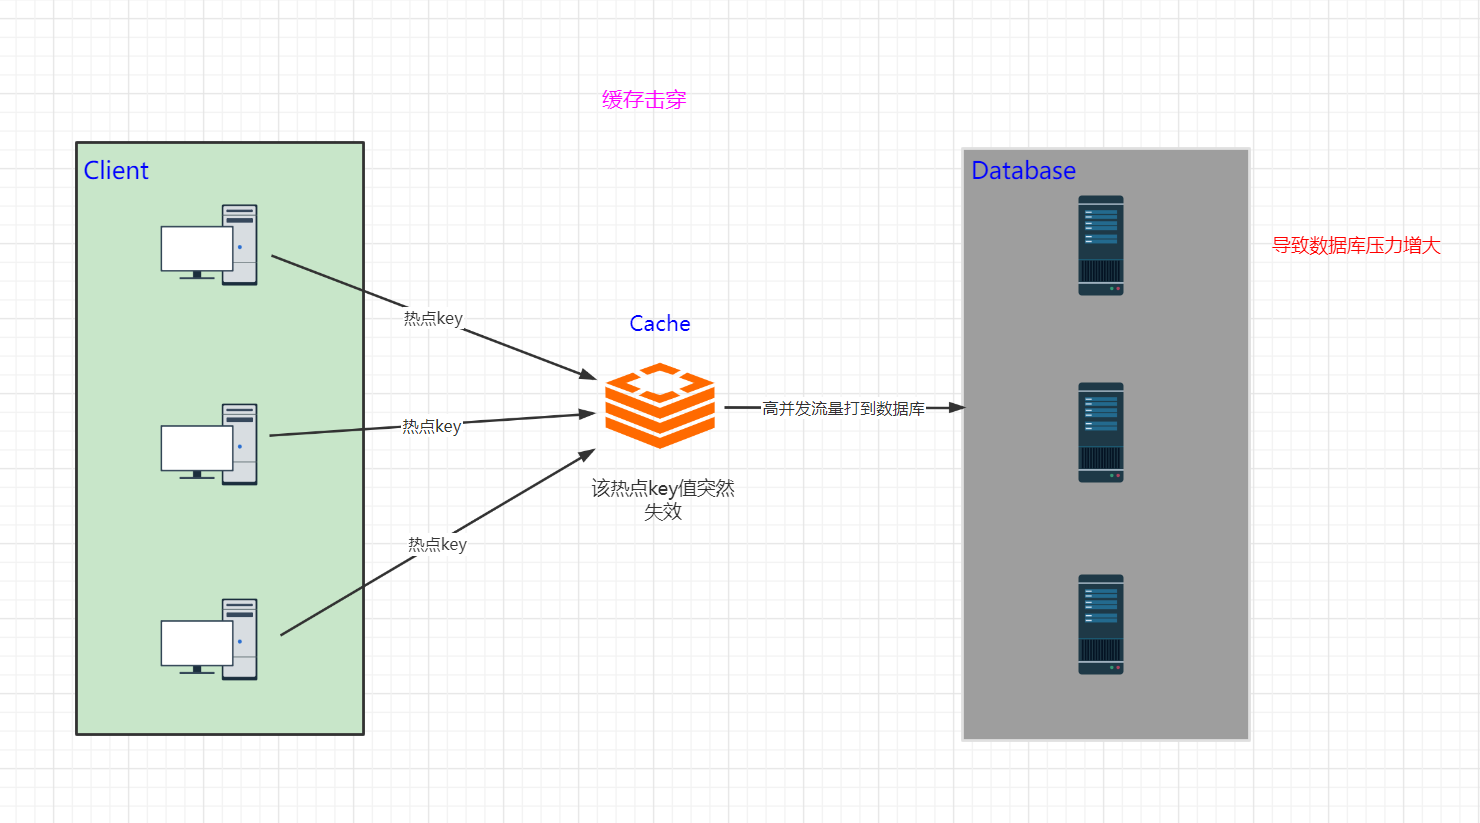 缓存击穿
Client
Database
导致数据库压力增大
热点key
Cache
热点key
高并发流量打到数据库
该热点key值突然
失效
热点key